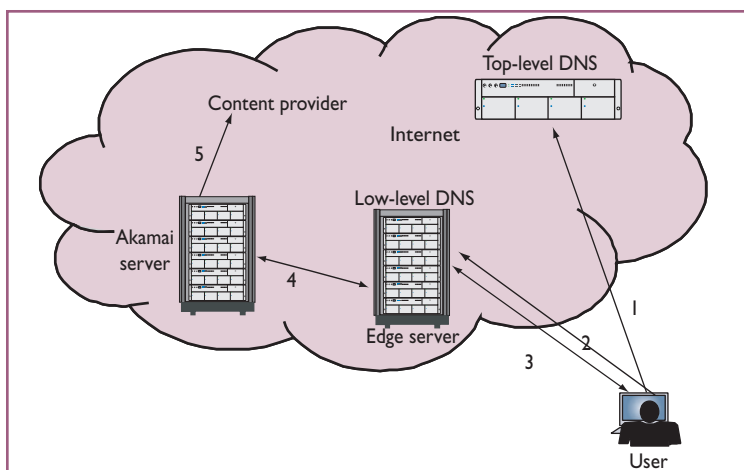 Top-level DNS
Content provider
Internet
5
Low-level DNS
Akamai
server
4
1
2
Edge server
3
User